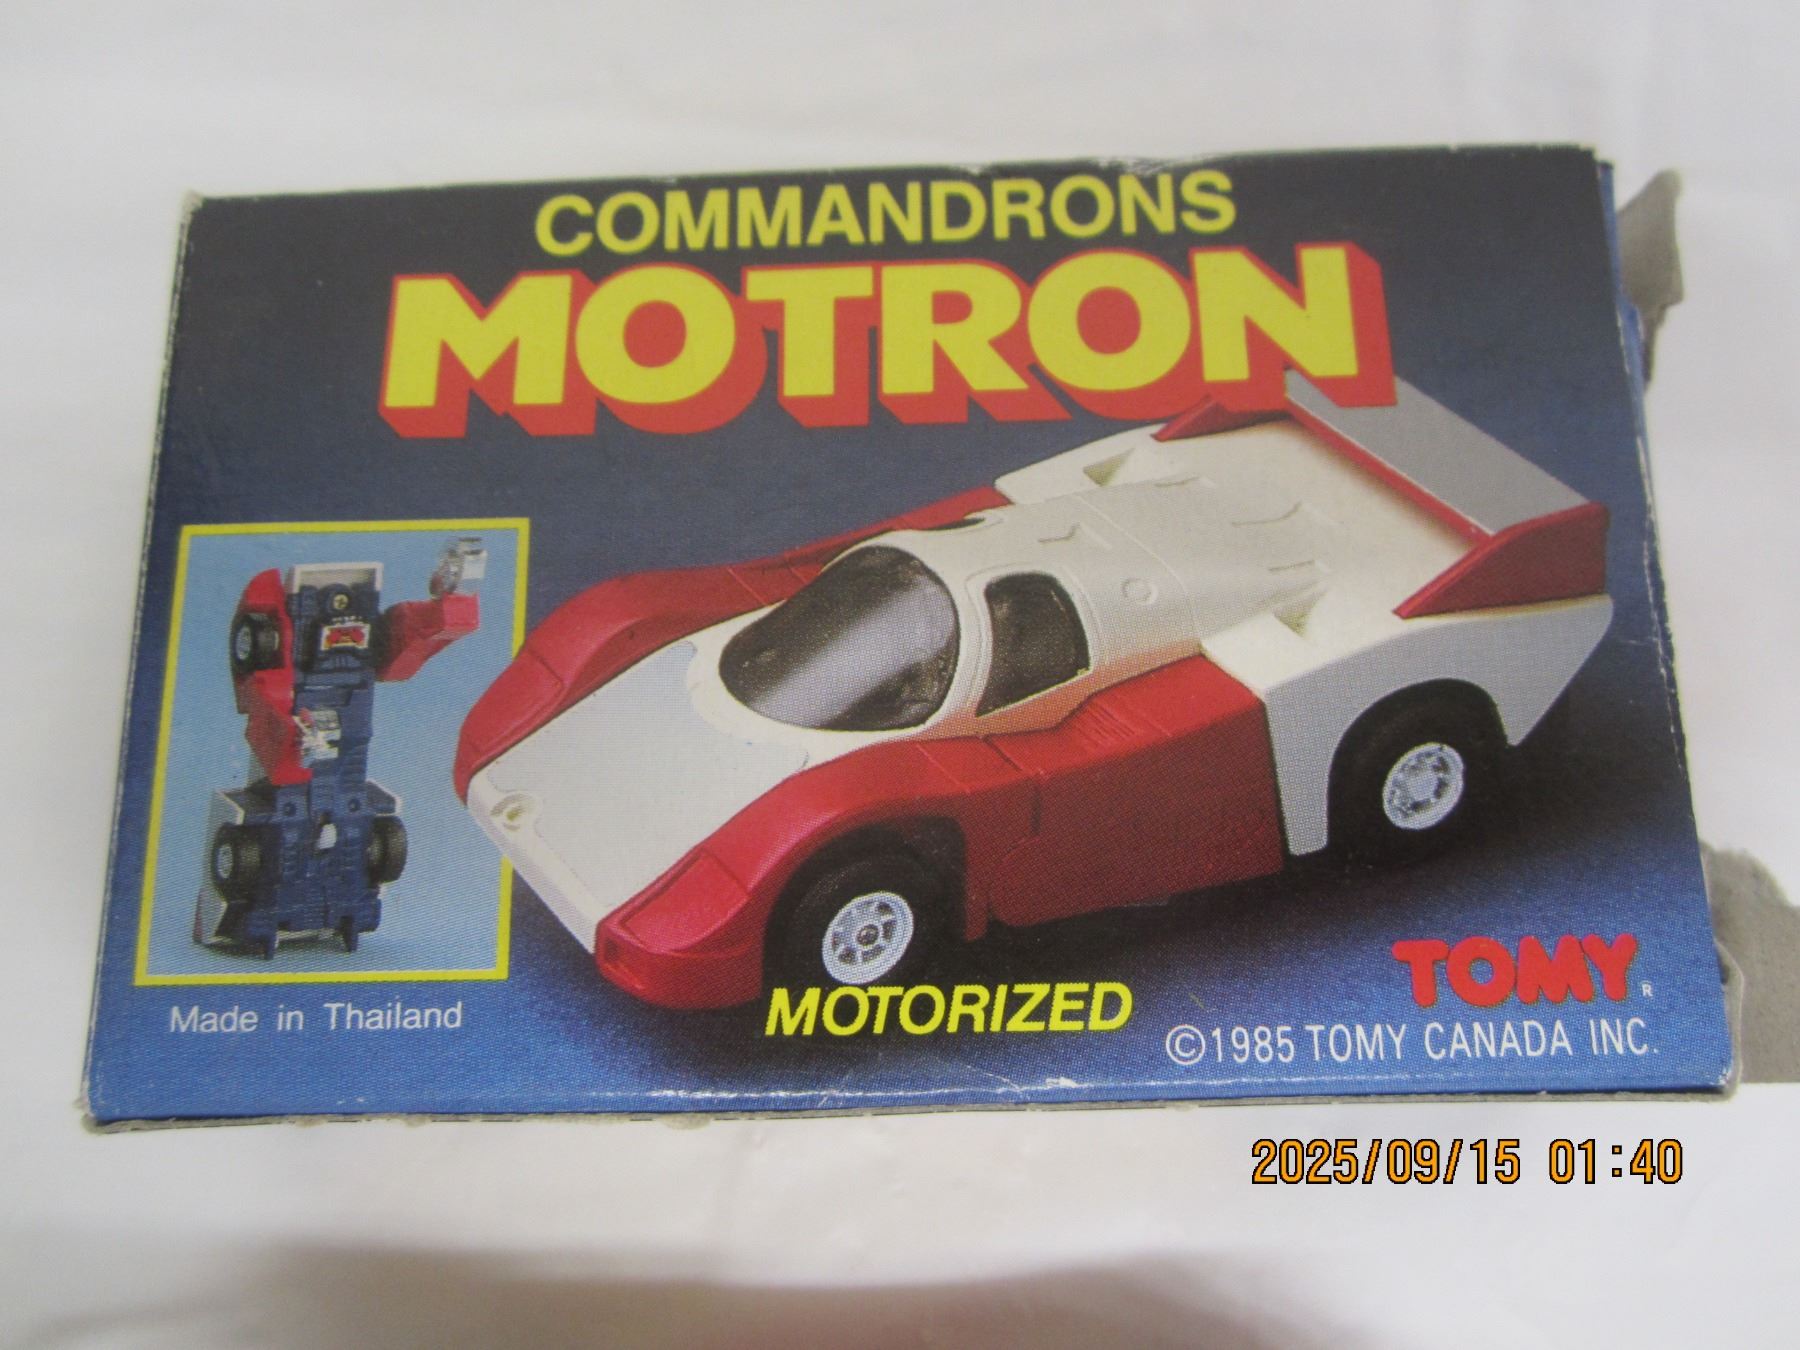 COMMANDRONS
MOTRON
Made in Thailand
MOTORIZED
TOMY R
©1985 TOMY CANADA INC.
2025/09/15 01:40